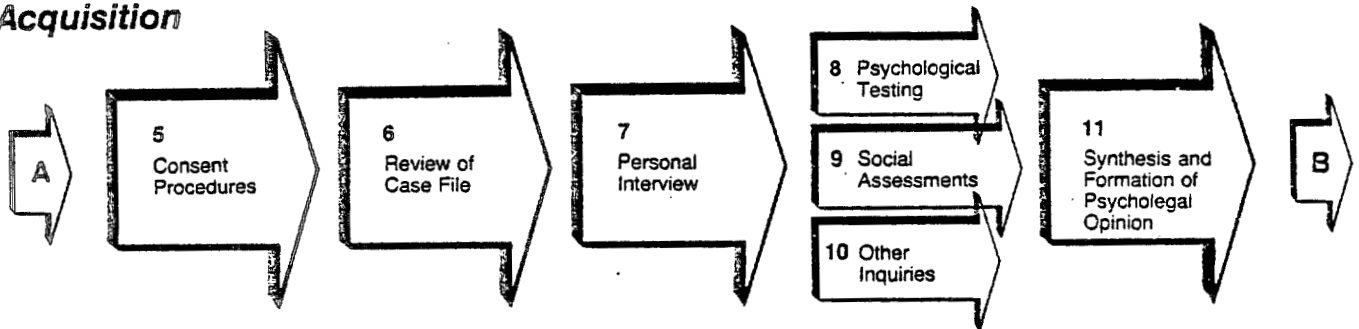 Acquisition
A
5
Consent
Procedures
6
Review of
Case File
7
Personal
Interview
8 Psychological
Testing
9 Social
Assessments
10 Other
Inquiries
11
Synthesis and
Formation of
Psycholegal
Opinion
B